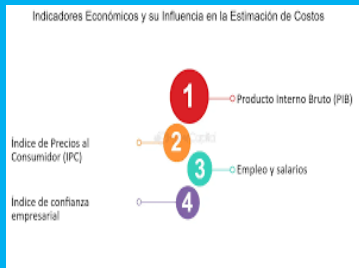 Indicadores Económicos y su Influencia en la Estimación de Costos
1
Producto Interno Bruto (PIB)
2
Índice de Precios al
Consumidor (IPC)
3
Empleo y salarios
4
Índice de confianza
empresarial